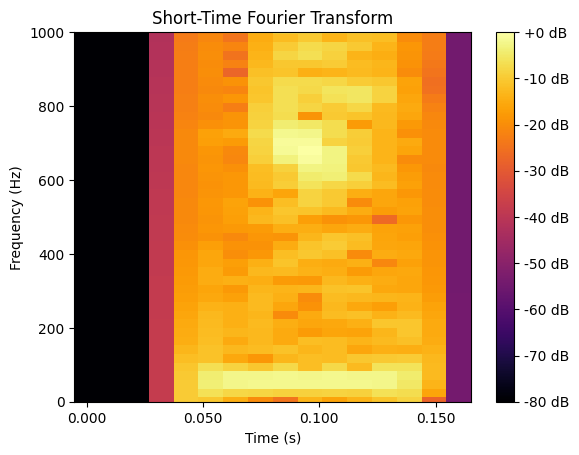 Short-Time Fourier Transform
Frequency (Hz)
1000
800
600
400
200
0
0.000
0.050
0.100
0.150
Time (s)
+0 dB
-10 dB
-20 dB
-30 dB
-40 dB
-50 dB
-60 dB
-70 dB
-80 dB